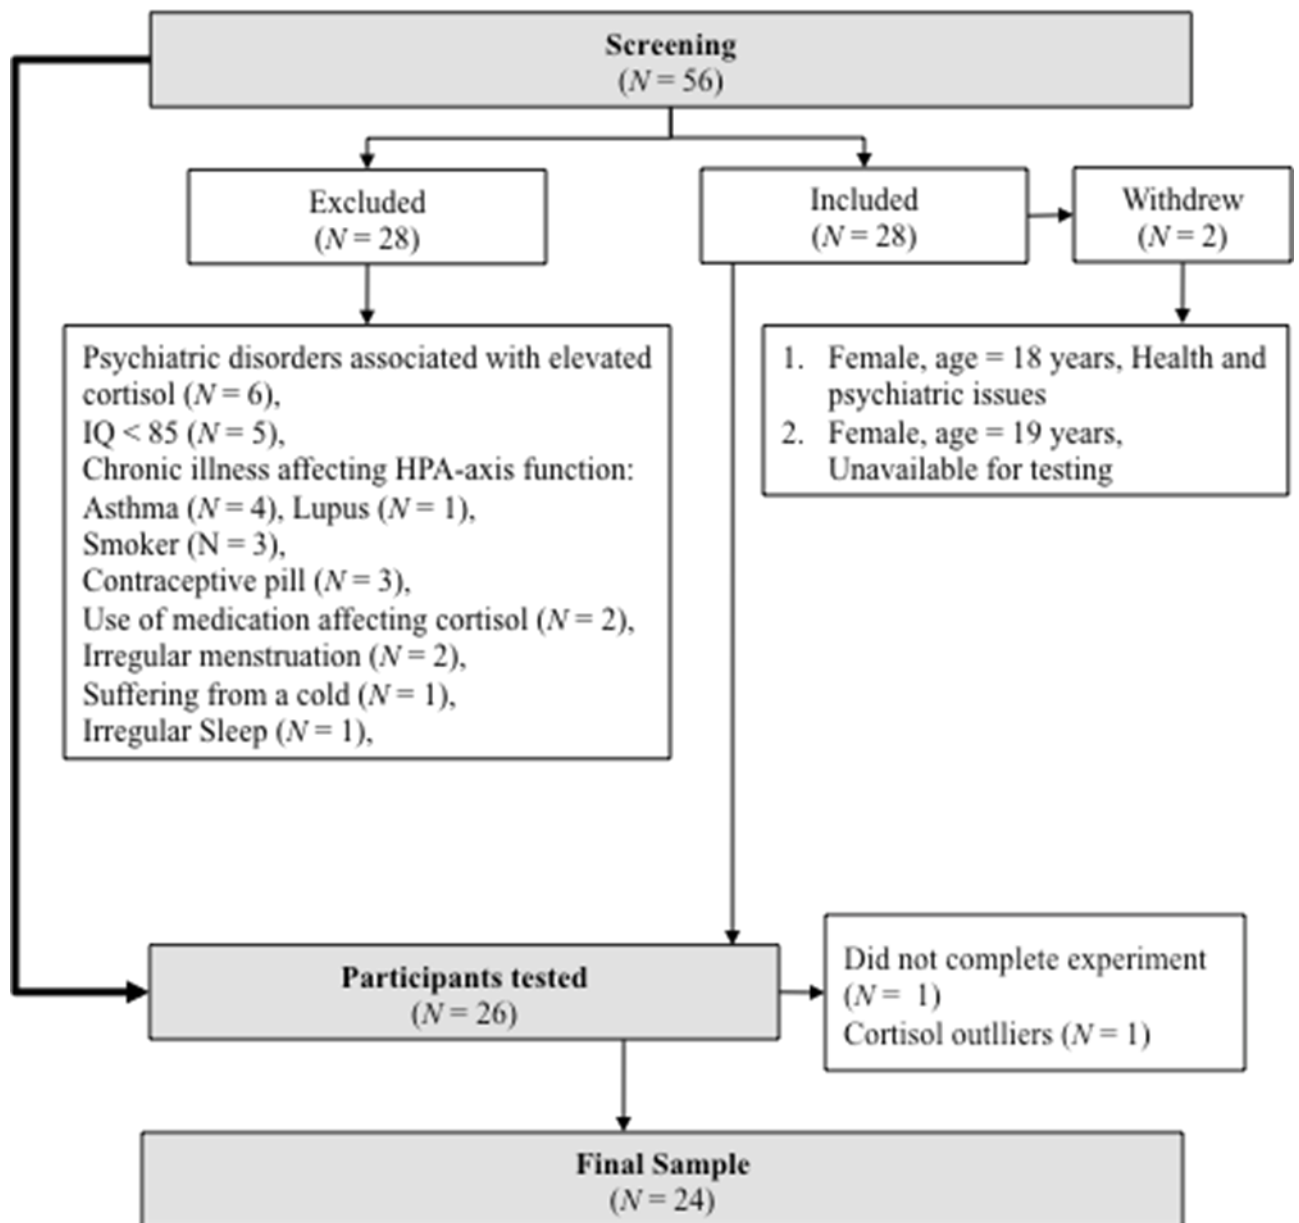 Screening
(N = 56)
Excluded
(N = 28)
Included
(N = 28)
Withdrew
(N = 2)
Psychiatric disorders associated with elevated
cortisol (N = 6),
IQ < 85 (N = 5),
Chronic illness affecting HPA-axis function:
Asthma (N = 4), Lupus (N = 1),
Smoker (N = 3),
Contraceptive pill (N = 3),
Use of medication affecting cortisol (N = 2),
Irregular menstruation (N = 2),
Suffering from a cold (N = 1),
Irregular Sleep (N = 1),
1. Female, age = 18 years, Health and
psychiatric issues
2. Female, age = 19 years,
Unavailable for testing
Participants tested
(N = 26)
Did not complete experiment
(N = 1)
Cortisol outlliers (N = 1)
Final Sample
(N = 24)